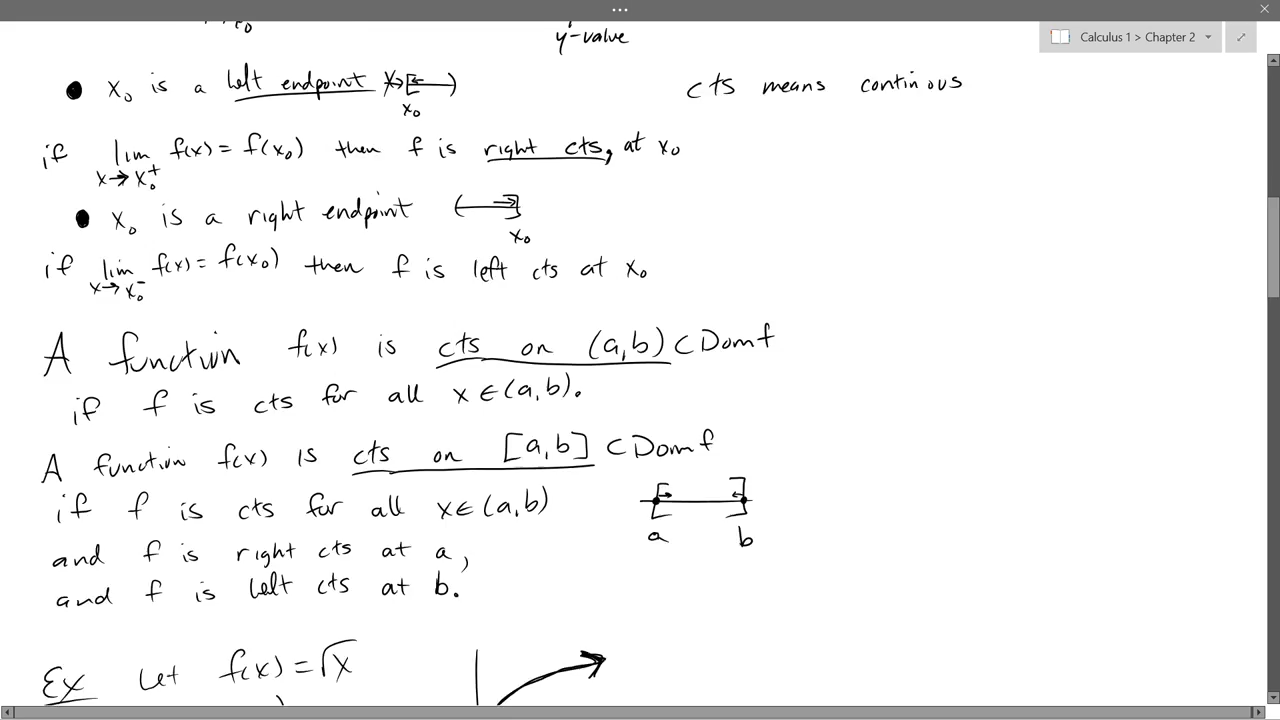 y-value
Calculus 1 > Chapter 2
• x₀ is a left endpoint
x₀
cts means continous
if lim f(x) = f(x₀) then f is right cts, at x₀
x→x₀⁺
• x₀ is a right endpoint
x₀
if lim f(x) = f(x₀) then f is left cts at x₀
x→x₀⁻
A function f(x) is cts on (a,b) ⊂ Domf
if f is cts for all x∈(a,b).
A function f(x) is cts on [a,b] ⊂ Domf
if f is cts for all x∈(a,b)
a b
and f is right cts at a,
and f is left cts at b.
Ex Let f(x) = √x